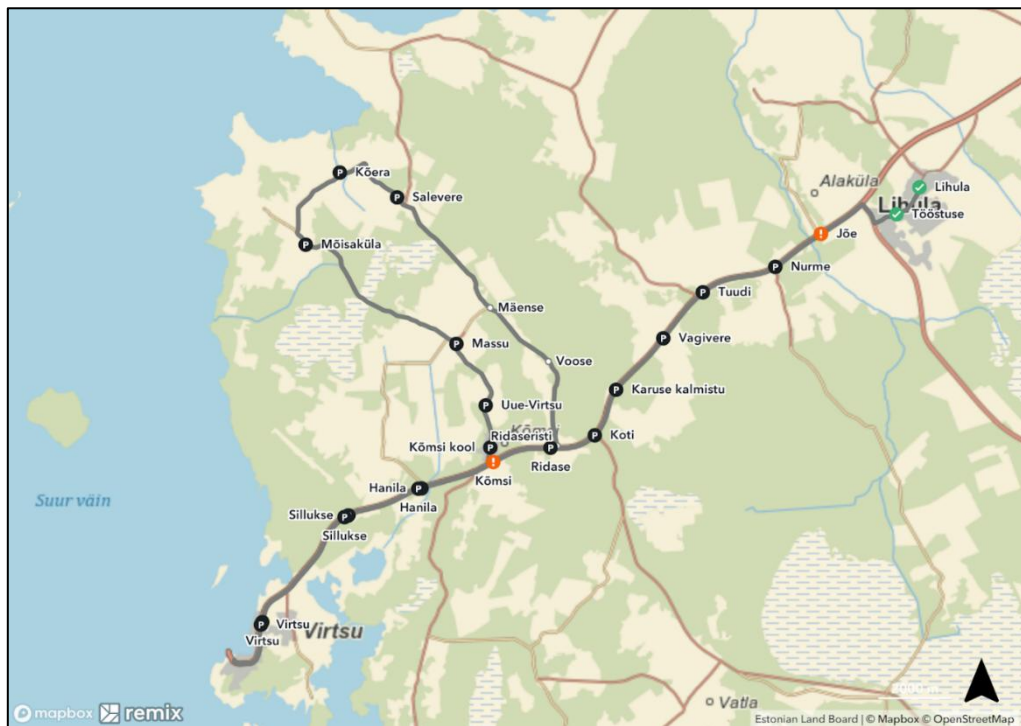 Kõera
Salevere
Alaküla
Lihula
Lihula
Tööstuse
Jõe
Mõisaküla
Nurme
Tuudi
Mäense
Massu
Vagivere
Voose
Karuse kalmistu
Uue-Virtsu
Ridaseristi
Kõmsi
Koti
Kõmsi kool
Ridase
Kõmsi
Hanila
Hanila
Suur väin
Sillukse
Sillukse
Virtsu
Virtsu
Virtsu
Vatla
mapbox remix
Estonian Land Board | © Mapbox © OpenStreetMap